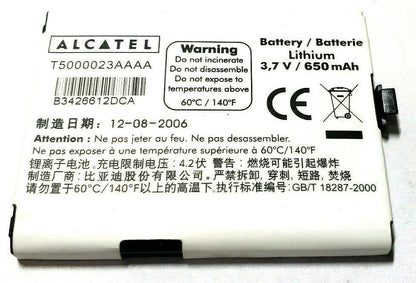 ALCATEL
T5000023AAAA
B3426612DCA
Warning
Do not disassemble
Do not expose to
temperatures above
60°C / 140°F
Battery / Batterie
Lithium
3,7 V / 650 mAh
CE
制造日期： 12-08-2006
Attention : Ne pas jeter au feu. Ne pas desassembler.
Ne pas exposer à une température supérieure à 60°C/140°F
锂离子电池，充电限制电压：4.2伏 警告：燃烧可能引起爆炸
制造厂商：比亚迪股份有限公司 严禁拆卸，穿刺，短路，焚烧
请勿置于60°C/140°F以上的高温下，执行标准编号：GB/T 18287-2000